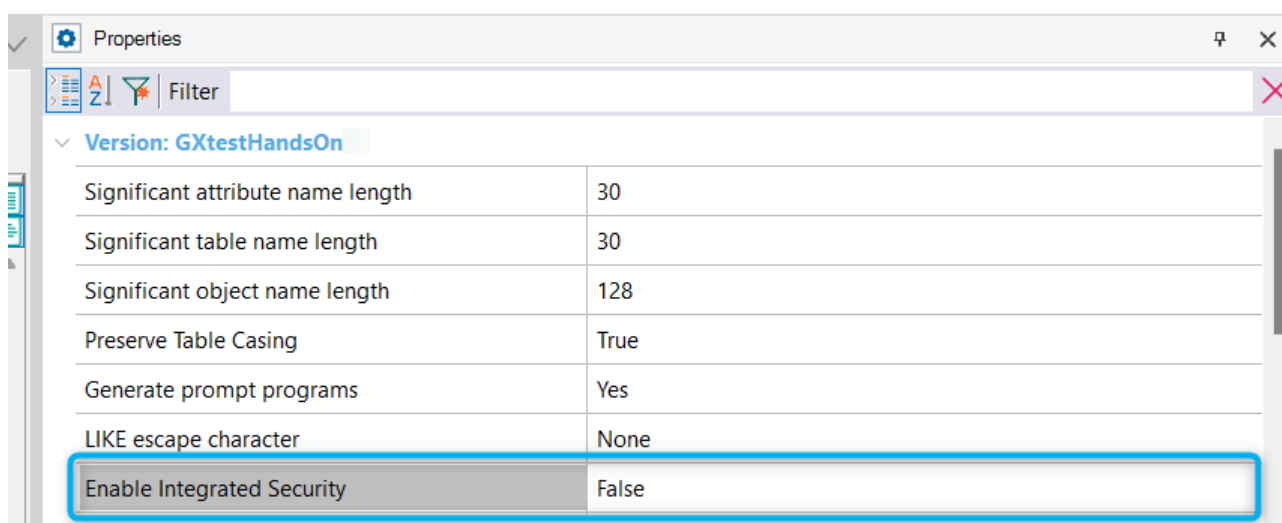 Properties
A
Z
Filter
Version: GXtestHandsOn
Significant attribute name length 30
Significant table name length 30
Significant object name length 128
Preserve Table Casing True
Generate prompt programs Yes
LIKE escape character None
Enable Integrated Security False